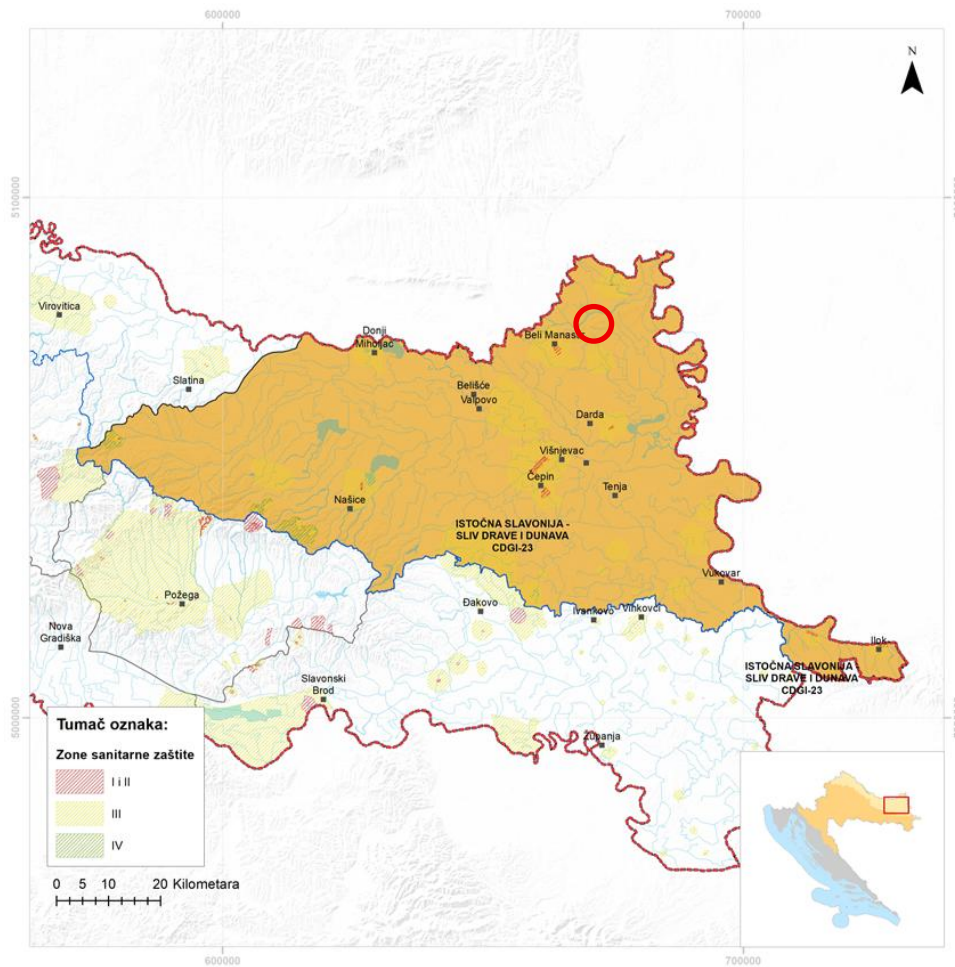 600000
700000
N
5100000
Virovitica
Donji
Miholjac
Beli Manastir
Slatina
Belišće
Valpovo
Darda
Višnjevac
Čepin
Tenja
Našice
ISTOČNA SLAVONIJA -
SLIV DRAVE I DUNAVA
CDGI-23
Vukovar
Požega
Đakovo
Ivankovo
Vinkovci
Nova
Gradiška
Ilok
ISTOČNA SLAVONIJA
SLIV DRAVE I DUNAVA
CDGI-23
Slavonski
Brod
5000000
Županja
Tumač oznaka:
Zone sanitarne zaštite
I i II
III
IV
0 5 10 20 Kilometara
600000
700000